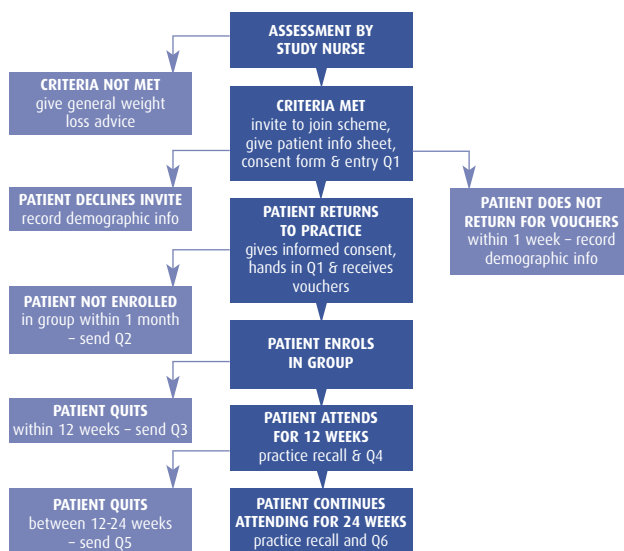 ASSESSMENT BY
STUDY NURSE
CRITERIA NOT MET
give general weight
loss advice
CRITERIA MET
invite to join scheme,
give patient info sheet,
consent form & entry Q1
PATIENT DECLINES INVITE
record demographic info
PATIENT DOES NOT
RETURN FOR VOUCHERS
within 1 week – record
demographic info
PATIENT RETURNS
TO PRACTICE
gives informed consent,
hands in Q1 & receives
vouchers
PATIENT NOT ENROLLED
in group within 1 month
– send Q2
PATIENT ENROLS
IN GROUP
PATIENT QUITS
within 12 weeks – send Q3
PATIENT ATTENDS
FOR 12 WEEKS
practice recall & Q4
PATIENT QUITS
between 12-24 weeks
– send Q5
PATIENT CONTINUES
ATTENDING FOR 24 WEEKS
practice recall and Q6